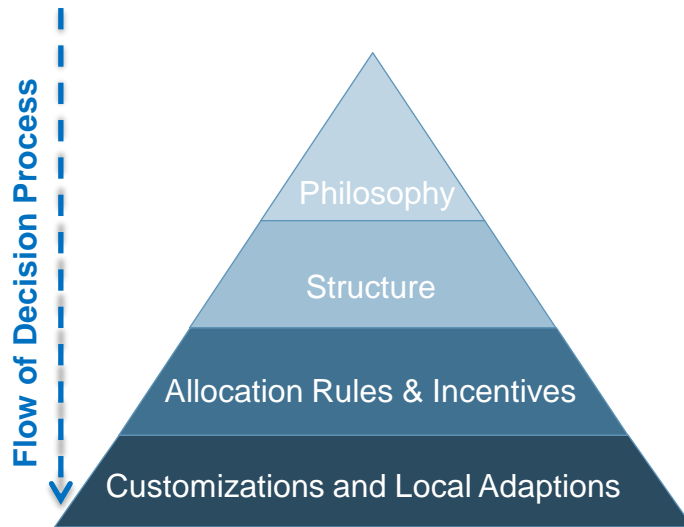 Flow of Decision Process
Philosophy
Structure
Allocation Rules & Incentives
Customizations and Local Adaptions